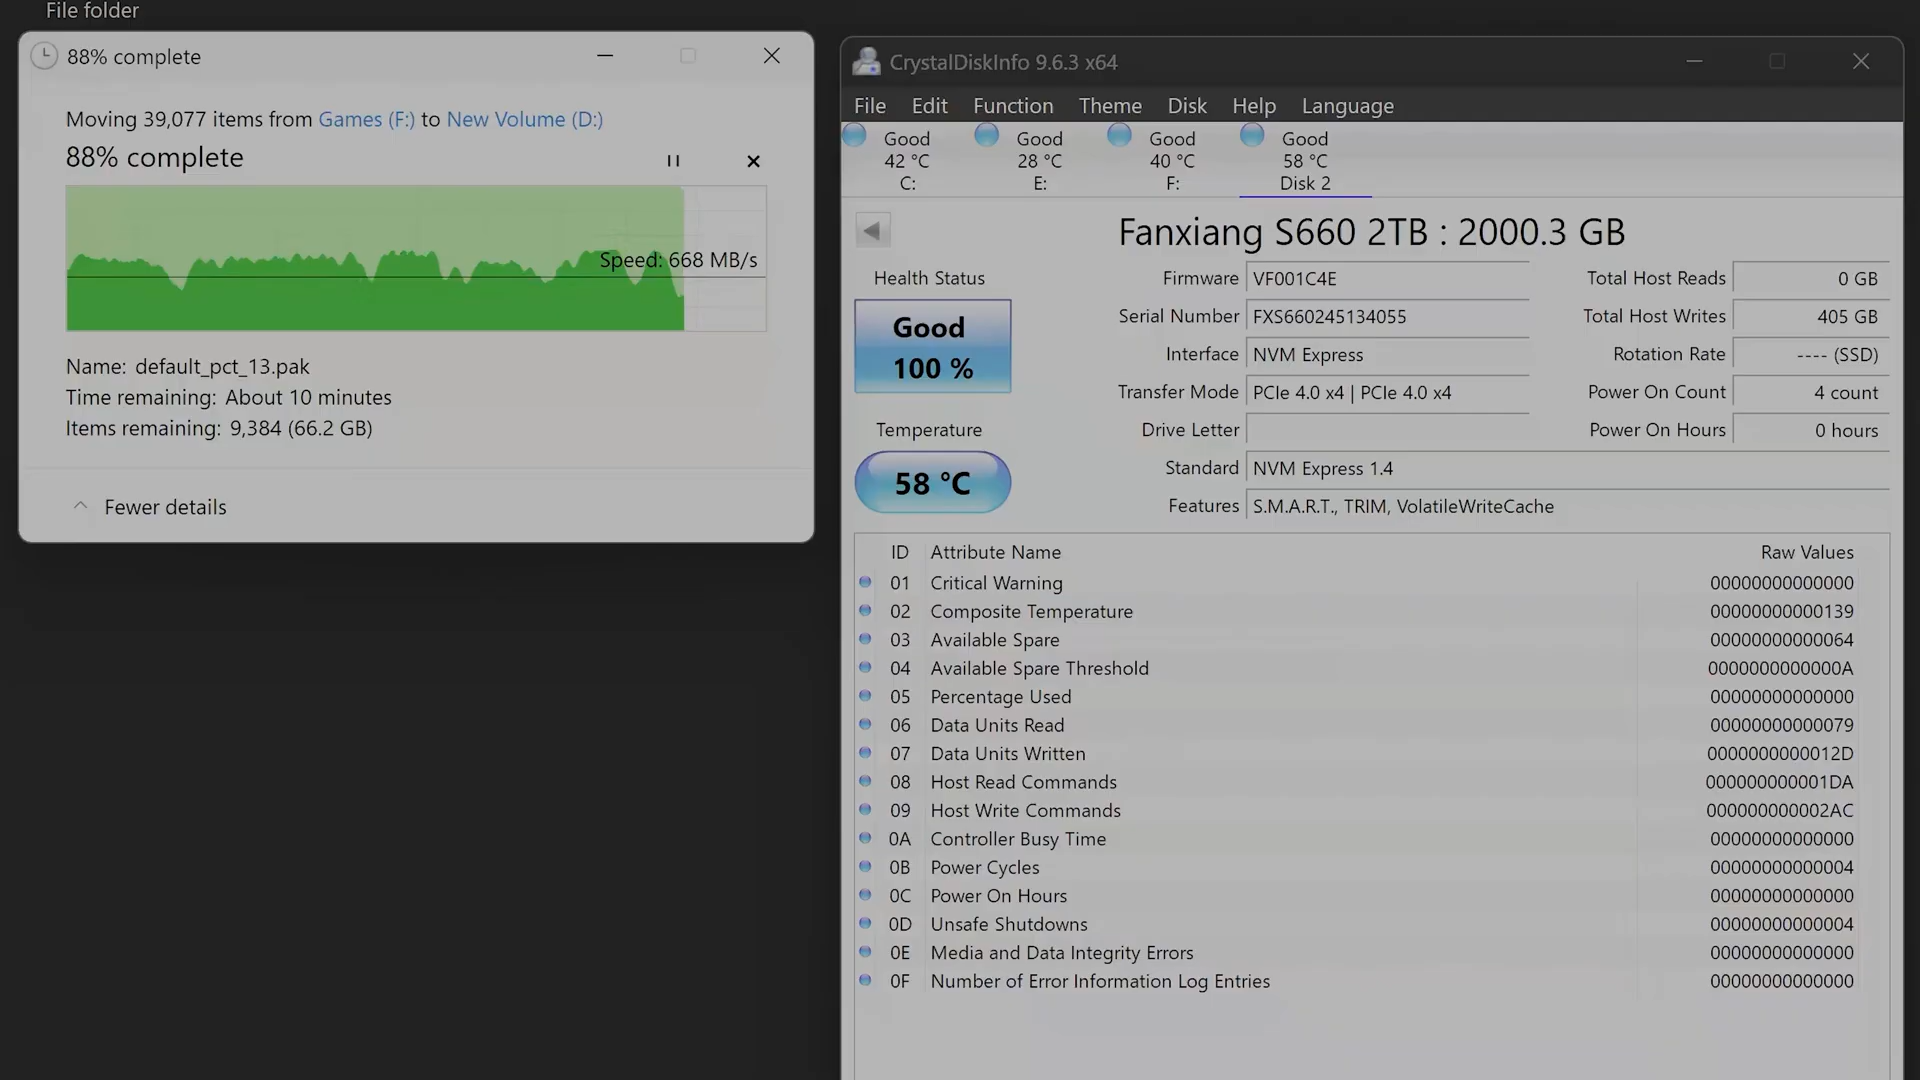 File folder
88% complete
Moving 39,077 items from Games (F:) to New Volume (D:)
88% complete
Speed: 668 MB/s
Name: default_pct_13.pak
Time remaining: About 10 minutes
Items remaining: 9,384 (66.2 GB)
Fewer details
CrystalDiskInfo 9.6.3 x64
File Edit Function Theme Disk Help Language
Good Good Good Good
42 °C 28 °C 40 °C 58 °C
C: E: F: Disk 2
Fanxiang S660 2TB : 2000.3 GB
Health Status
Good
100 %
Temperature
58 °C
Firmware VF001C4E
Serial Number FXS660245134055
Interface NVM Express
Transfer Mode PCIe 4.0 x4 | PCIe 4.0 x4
Drive Letter
Standard NVM Express 1.4
Features S.M.A.R.T., TRIM, VolatileWriteCache
Total Host Reads 0 GB
Total Host Writes 405 GB
Rotation Rate ---- (SSD)
Power On Count 4 count
Power On Hours 0 hours
ID Attribute Name Raw Values
01 Critical Warning 00000000000000
02 Composite Temperature 00000000000139
03 Available Spare 00000000000064
04 Available Spare Threshold 0000000000000A
05 Percentage Used 00000000000000
06 Data Units Read 00000000000079
07 Data Units Written 0000000000012D
08 Host Read Commands 000000000001DA
09 Host Write Commands 000000000002AC
0A Controller Busy Time 00000000000000
0B Power Cycles 00000000000004
0C Power On Hours 00000000000000
0D Unsafe Shutdowns 00000000000004
0E Media and Data Integrity Errors 00000000000000
0F Number of Error Information Log Entries 00000000000000